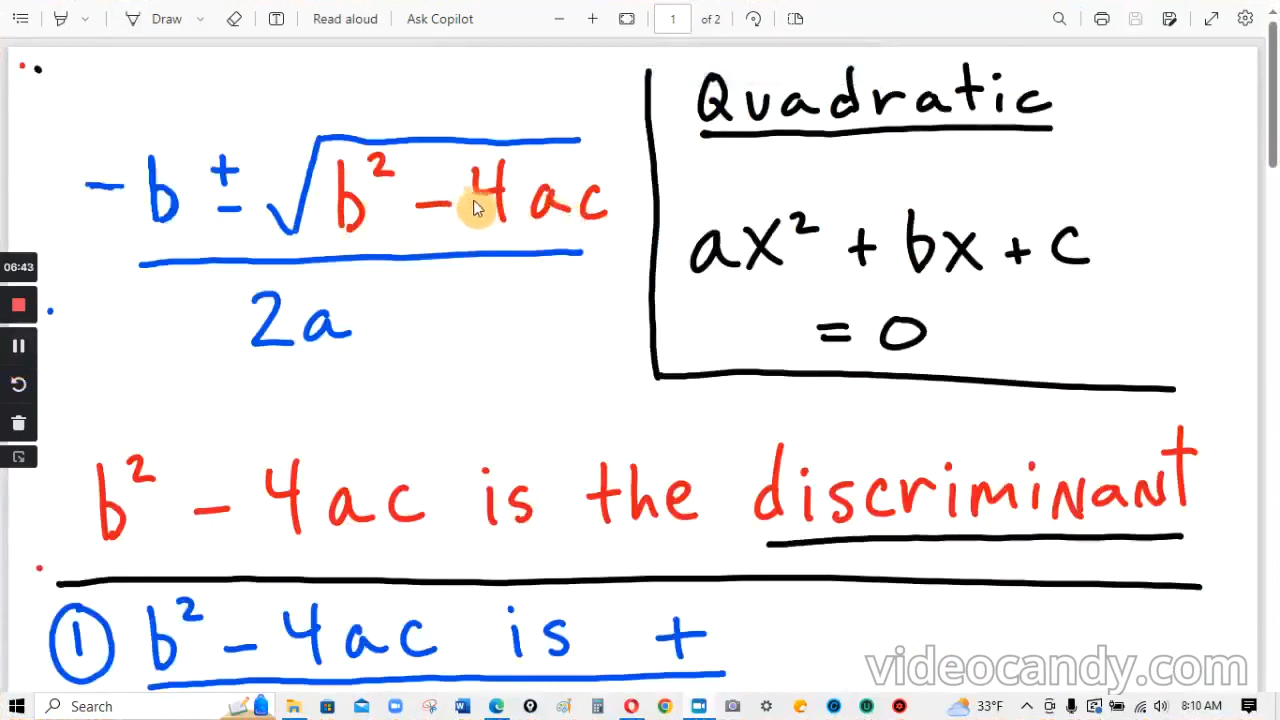 Draw Read aloud Ask Copilot 1 of 2
Quadratic
-b ± √b² - 4ac
2a
ax² + bx + c
= 0
06:43
b² - 4ac is the discriminant
① b² - 4ac is +
videocandy.com
Search 33°F 8:10 AM